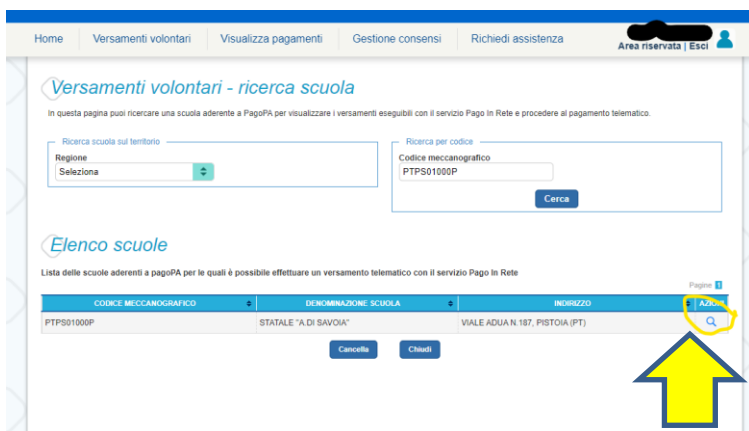 Home Versamenti volontari Visualizza pagamenti Gestione consensi Richiedi assistenza
Area riservata | Esci
Versamenti volontari - ricerca scuola
In questa pagina puoi ricercare una scuola aderente a PagoPA per visualizzare i versamenti eseguibili con il servizio Pago In Rete e procedere al pagamento telematico.
Ricerca scuola sul territorio
Regione
Seleziona
Ricerca per codice
Codice meccanografico
PTPS01000P
Cerca
Elenco scuole
Lista delle scuole aderenti a pagoPA per le quali è possibile effettuare un versamento telematico con il servizio Pago In Rete
Pagine 1
CODICE MECCANOGRAFICO DENOMINAZIONE SCUOLA INDIRIZZO AZIONI
PTPS01000P STATALE "A.DI SAVOIA" VIALE ADUA N.187, PISTOIA (PT)
Cancella Chiudi